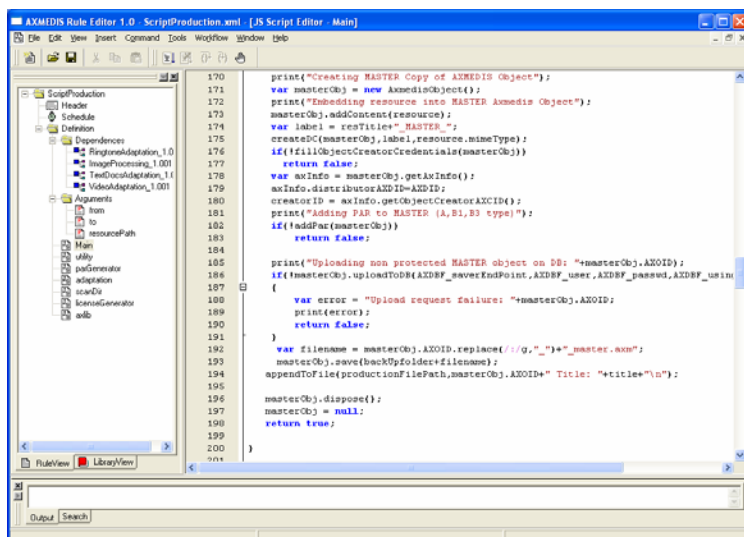 AXMEDIS Rule Editor 1.0 - ScriptProduction.xml - [JS Script Editor - Main]
File Edit View Insert Command Tools Workflow Window Help
ScriptProduction
Header
Schedule
Definition
Dependences
RingtoneAdaptation_1.0
ImageProcessing_1.001
TextDocsAdaptation_1.(
VideoAdaptation_1.001
Arguments
from
to
resourcePath
Main
utility
parGenerator
adaptation
scanDir
licenseGenerator
axlib
RuleView LibraryView
170 print("Creating MASTER Copy of AXMEDIS Object");
171 var masterObj = new AxmedisObject();
172 print("Embedding resource into MASTER Axmedis Object");
173 masterObj.addContent(resource);
174 var label = resTitle+"_MASTER_";
175 createDC(masterObj,label,resource.mimeType);
176 if(!fillObjectCreatorCredentials(masterObj))
177 return false;
178 var axInfo = masterObj.getAxInfo();
179 axInfo.distributorAXDID=AXDID;
180 creatorID = axInfo.getObjectCreatorAXCID();
181 print("Adding PAR to MASTER (A,B1,B3 type)");
182 if(!addPar(masterObj))
183 return false;
184
185 print("Uploading non protected MASTER object on DB: "+masterObj.AXOID);
186 if(!masterObj.uploadToDB(AXDBF_saverEndPoint,AXDBF_user,AXDBF_passwd,AXDBF_usin
187 {
188 var error = "Upload request failure: "+masterObj.AXOID;
189 print(error);
190 return false;
191 }
192 var filename = masterObj.AXOID.replace(/:/g,"_")+"_master.axm";
193 masterObj.save(backUpfolder+filename);
194 appendToFile(productionFilePath,masterObj.AXOID+" Title: "+title+"\n");
195
196 masterObj.dispose();
197 masterObj = null;
198 return true;
199
200 }
201
Output Search